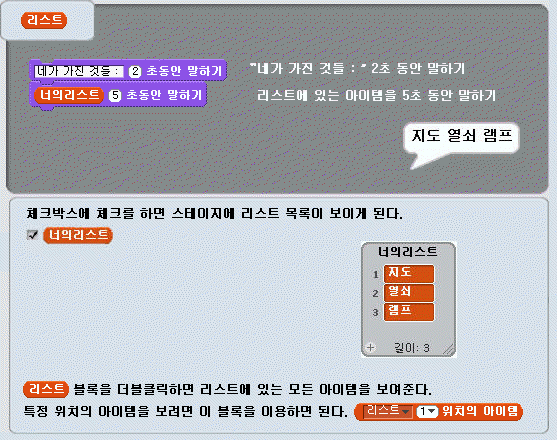 리스트
네가 가진 것들 : 2 초동안 말하기 "네가 가진 것들 : " 2초 동안 말하기
너의리스트 5 초동안 말하기 리스트에 있는 아이템을 5초 동안 말하기
지도 열쇠 램프
체크박스에 체크를 하면 스테이지에 리스트 목록이 보이게 된다.
너의리스트
너의리스트
1 지도
2 열쇠
3 램프
+ 길이: 3
리스트 블록을 더블클릭하면 리스트에 있는 모든 아이템을 보여준다.
특정 위치의 아이템을 보려면 이 블록을 이용하면 된다. 리스트 1 위치의 아이템